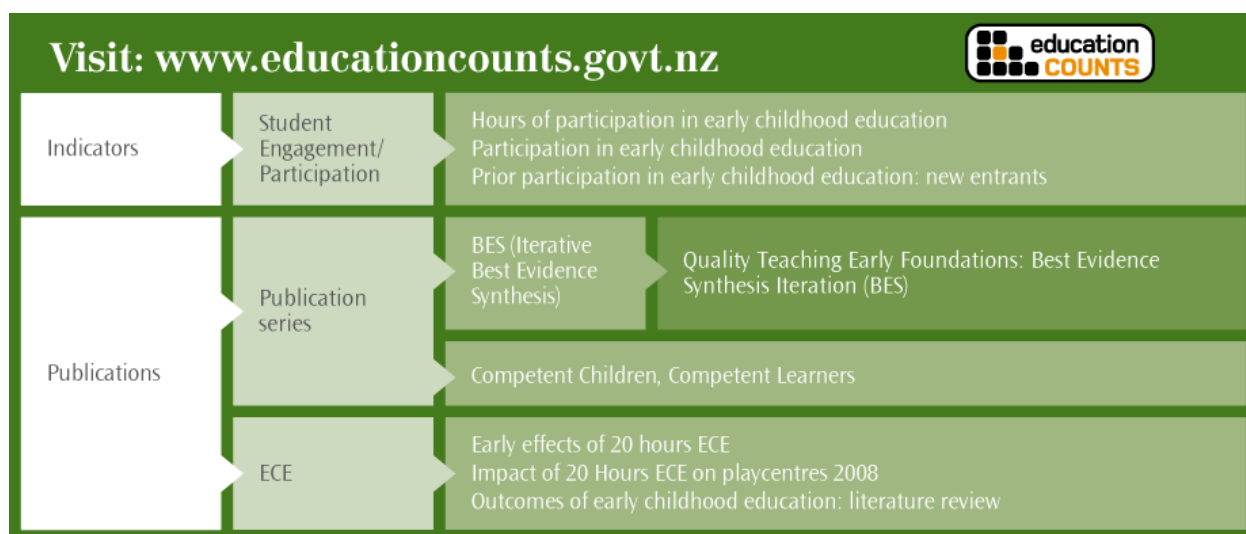 Visit: www.educationcounts.govt.nz
education
COUNTS
Indicators
Student
Engagement/
Participation
Hours of participation in early childhood education
Participation in early childhood education
Prior participation in early childhood education: new entrants
Publications
Publication
series
BES (Iterative
Best Evidence
Synthesis)
Quality Teaching Early Foundations: Best Evidence
Synthesis Iteration (BES)
Competent Children, Competent Learners
ECE
Early effects of 20 hours ECE
Impact of 20 Hours ECE on playcentres 2008
Outcomes of early childhood education: literature review